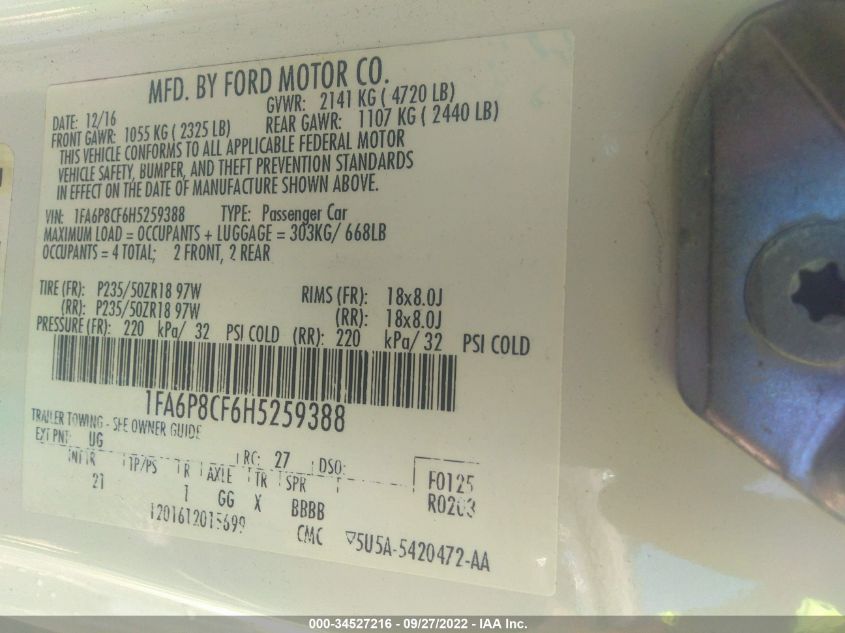 MFD. BY FORD MOTOR CO.
DATE: 12/16 GVWR: 2141 KG ( 4720 LB)
FRONT GAWR: 1055 KG ( 2325 LB) REAR GAWR: 1107 KG ( 2440 LB)
THIS VEHICLE CONFORMS TO ALL APPLICABLE FEDERAL MOTOR
VEHICLE SAFETY, BUMPER, AND THEFT PREVENTION STANDARDS
IN EFFECT ON THE DATE OF MANUFACTURE SHOWN ABOVE.
VIN: 1FA6P8CF6H5259388 TYPE: Passenger Car
MAXIMUM LOAD = OCCUPANTS + LUGGAGE = 303KG/ 668LB
OCCUPANTS = 4 TOTAL; 2 FRONT, 2 REAR
TIRE (FR): P235/50ZR18 97W RIMS (FR): 18x8.0J
(RR): P235/50ZR18 97W (RR): 18x8.0J
PRESSURE (FR): 220 kPa/ 32 PSI COLD (RR): 220 kPa/ 32 PSI COLD
1FA6P8CF6H5259388
TRAILER TOWING - SEE OWNER GUIDE
EXT PNT: UG RC: 27 DSO: F0125
INT TR TP/PS R AXLE TR SPR R0203
21 1 GG X BBBB
1201612015699 CMC 5U5A-5420472-AA
000-34527216 - 09/27/2022 - IAA Inc.